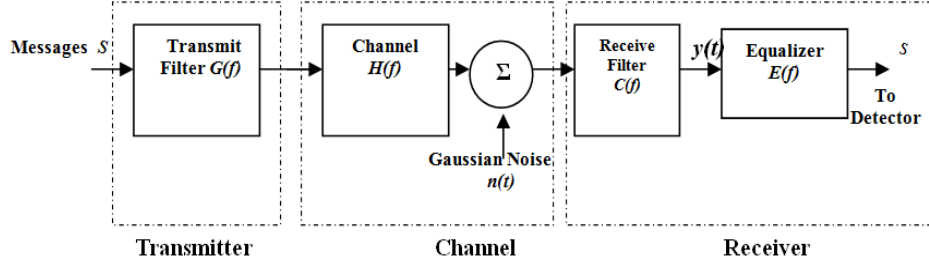 Messages S
Transmit
Filter G(f)
Channel
H(f)
Σ
Gaussian Noise
n(t)
Receive
Filter
C(f)
y(t)
Equalizer
E(f)
s
To
Detector
Transmitter
Channel
Receiver